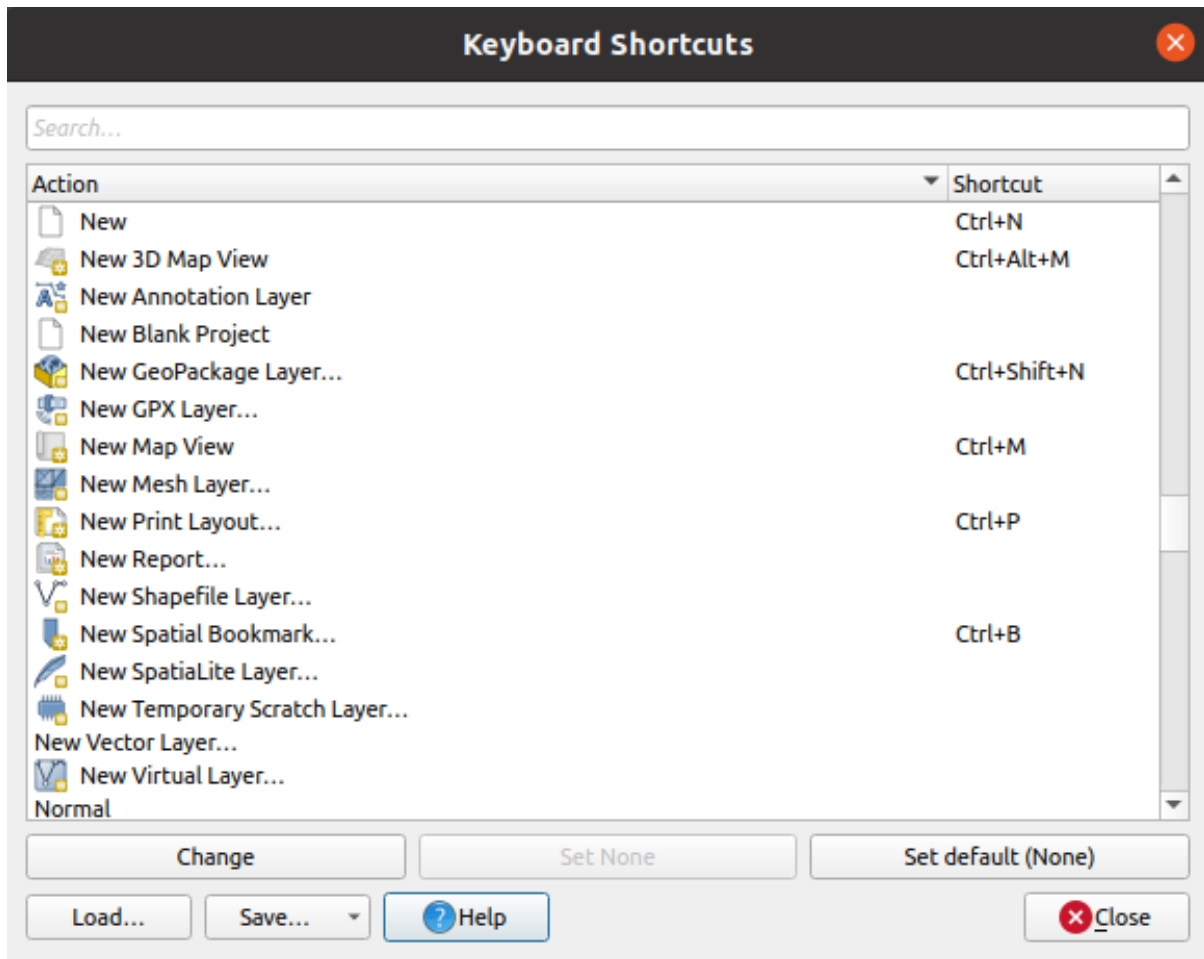 Keyboard Shortcuts
Search...
Action Shortcut
New Ctrl+N
New 3D Map View Ctrl+Alt+M
New Annotation Layer
New Blank Project
New GeoPackage Layer... Ctrl+Shift+N
New GPX Layer...
New Map View Ctrl+M
New Mesh Layer...
New Print Layout... Ctrl+P
New Report...
New Shapefile Layer...
New Spatial Bookmark... Ctrl+B
New SpatiaLite Layer...
New Temporary Scratch Layer...
New Vector Layer...
New Virtual Layer...
Normal
Change Set None Set default (None)
Load... Save... Help Close